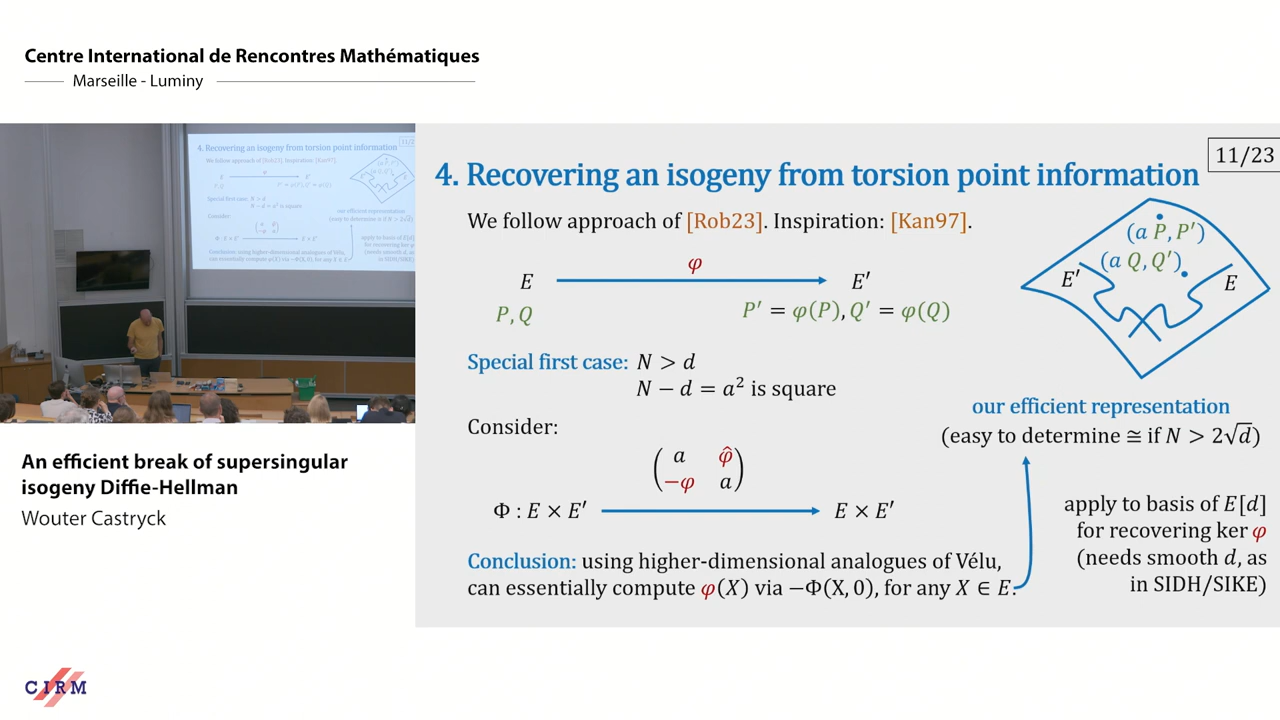 Centre International de Rencontres Mathématiques
Marseille - Luminy
11/23
4. Recovering an isogeny from torsion point information
We follow approach of [Rob23]. Inspiration: [Kan97].
φ
E E′
P, Q P′ = φ(P), Q′ = φ(Q)
(a P, P′)
(a Q, Q′)
E′ E
Special first case: N > d
N − d = a² is square
Consider:
(a φ̂
−φ a)
Φ : E × E′ E × E′
our efficient representation
(easy to determine ≅ if N > 2√d)
apply to basis of E[d]
for recovering ker φ
(needs smooth d, as
in SIDH/SIKE)
Conclusion: using higher-dimensional analogues of Vélu,
can essentially compute φ(X) via −Φ(X, 0), for any X ∈ E.
An efficient break of supersingular
isogeny Diffie-Hellman
Wouter Castryck
CIRM